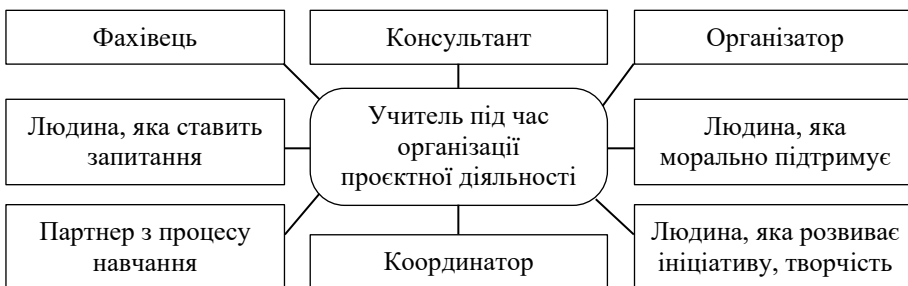 Фахівець
Консультант
Організатор
Людина, яка ставить
запитання
Учитель під час
організації
проєктної діяльності
Людина, яка
морально підтримує
Партнер з процесу
навчання
Координатор
Людина, яка розвиває
ініціативу, творчість